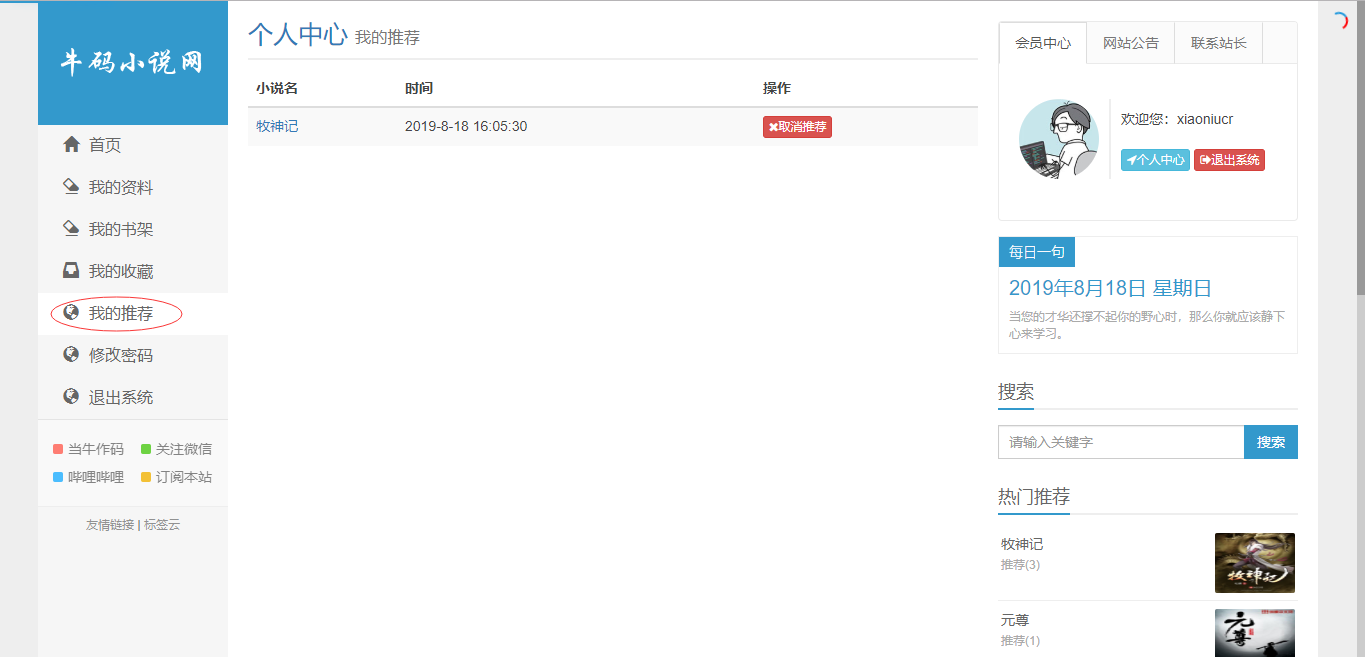 牛码小说网
首页
我的资料
我的书架
我的收藏
我的推荐
修改密码
退出系统
当牛作码 关注微信
哔哩哔哩 订阅本站
友情链接 | 标签云
个人中心 我的推荐
小说名 时间 操作
牧神记 2019-8-18 16:05:30 取消推荐
会员中心 网站公告 联系站长
欢迎您：xiaoniucr
个人中心 退出系统
每日一句
2019年8月18日 星期日
当您的才华还撑不起你的野心时，那么你就应该静下
心来学习。
搜索
请输入关键字 搜索
热门推荐
牧神记
推荐(3)
牧神记
元尊
推荐(1)
元尊